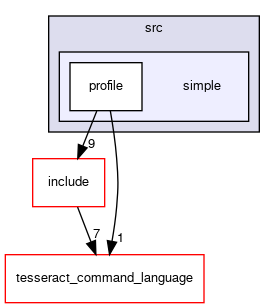 src
profile
simple
9
include
7
1
tesseract_command_language